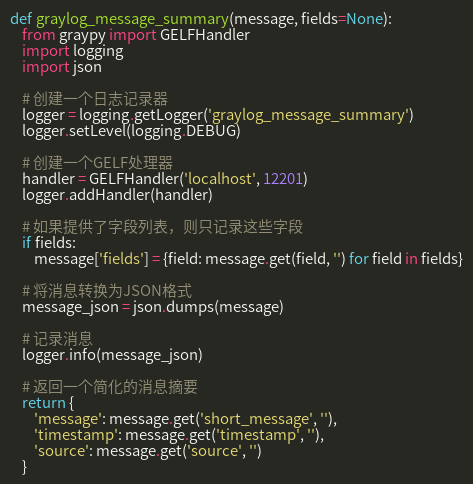 def graylog_message_summary(message, fields=None):
    from graypy import GELFHandler
    import logging
    import json

    # 创建一个日志记录器
    logger = logging.getLogger('graylog_message_summary')
    logger.setLevel(logging.DEBUG)

    # 创建一个GELF处理器
    handler = GELFHandler('localhost', 12201)
    logger.addHandler(handler)

    # 如果提供了字段列表，则只记录这些字段
    if fields:
        message['fields'] = {field: message.get(field, '') for field in fields}

    # 将消息转换为JSON格式
    message_json = json.dumps(message)

    # 记录消息
    logger.info(message_json)

    # 返回一个简化的消息摘要
    return {
        'message': message.get('short_message', ''),
        'timestamp': message.get('timestamp', ''),
        'source': message.get('source', '')
    }